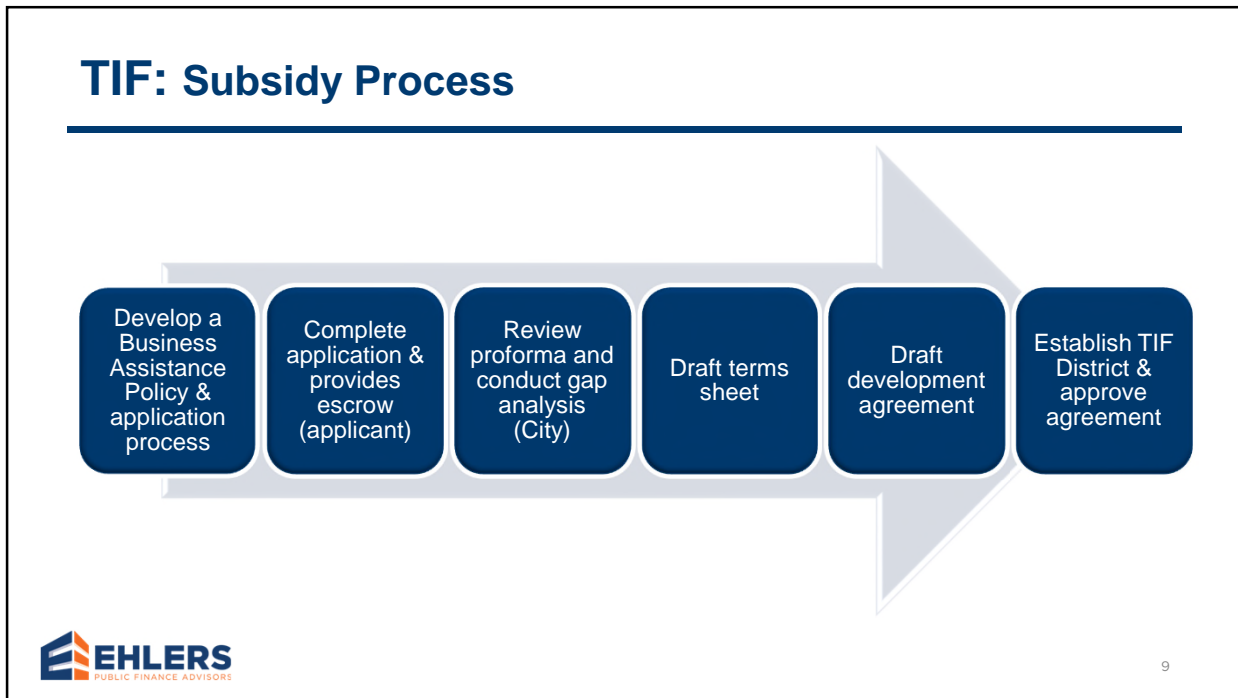 TIF: Subsidy Process
Develop a
Business
Assistance
Policy &
application
process
Complete
application &
provides
escrow
(applicant)
Review
proforma and
conduct gap
analysis
(City)
Draft terms
sheet
Draft
development
agreement
Establish TIF
District &
approve
agreement
EHLERS
PUBLIC FINANCE ADVISORS
9